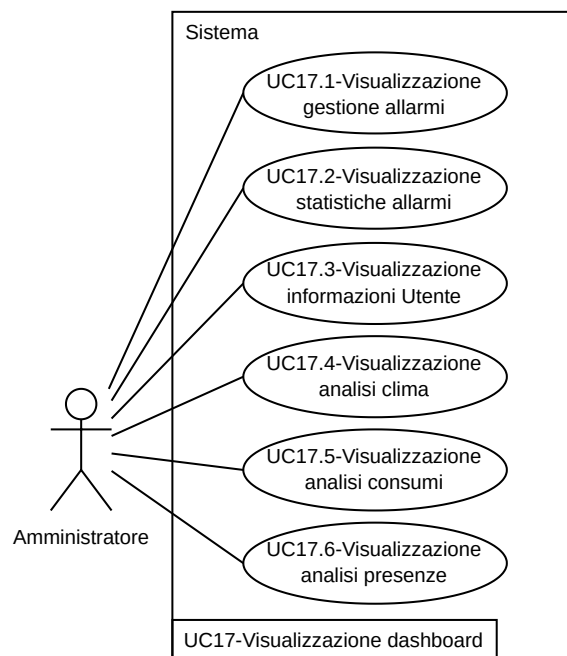 Sistema
UC17.1-Visualizzazione
gestione allarmi
UC17.2-Visualizzazione
statistiche allarmi
UC17.3-Visualizzazione
informazioni Utente
UC17.4-Visualizzazione
analisi clima
UC17.5-Visualizzazione
analisi consumi
Amministratore
UC17.6-Visualizzazione
analisi presenze
UC17-Visualizzazione dashboard